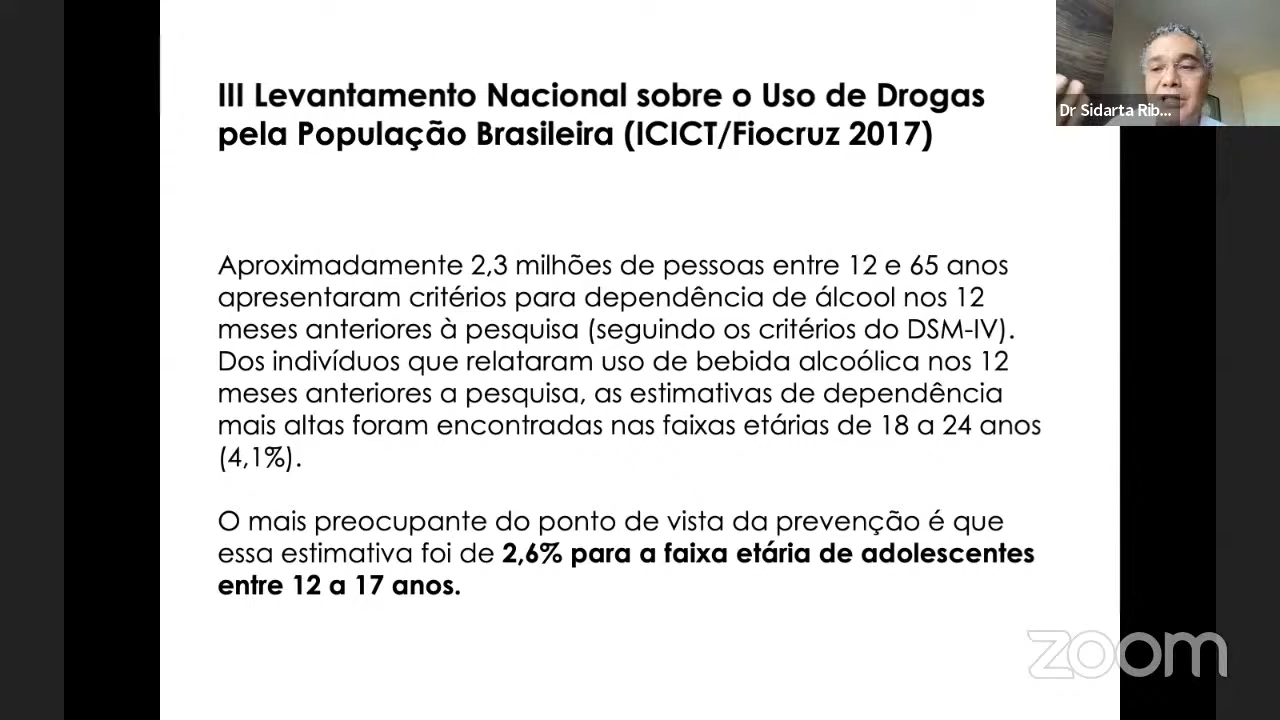 III Levantamento Nacional sobre o Uso de Drogas
pela População Brasileira (ICICT/Fiocruz 2017)
Dr Sidarta Rib...
Aproximadamente 2,3 milhões de pessoas entre 12 e 65 anos
apresentaram critérios para dependência de álcool nos 12
meses anteriores à pesquisa (seguindo os critérios do DSM-IV).
Dos indivíduos que relataram uso de bebida alcoólica nos 12
meses anteriores a pesquisa, as estimativas de dependência
mais altas foram encontradas nas faixas etárias de 18 a 24 anos
(4,1%).
O mais preocupante do ponto de vista da prevenção é que
essa estimativa foi de 2,6% para a faixa etária de adolescentes
entre 12 a 17 anos.
zoom